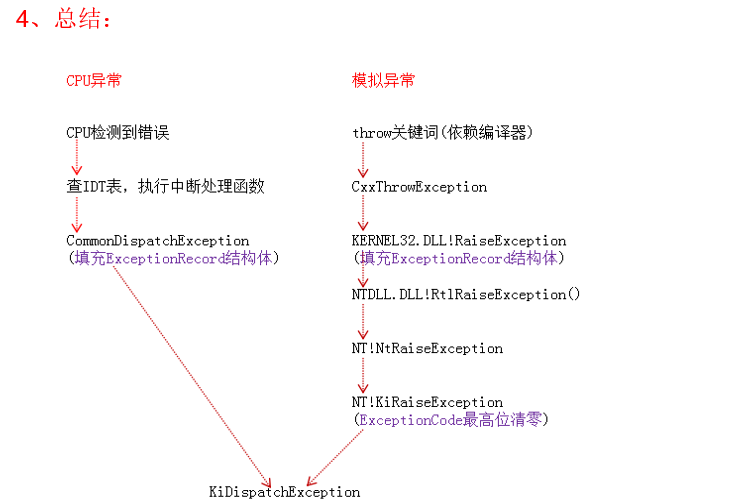 4、总结：
CPU异常
CPU检测到错误
查IDT表，执行中断处理函数
CommonDispatchException
(填充ExceptionRecord结构体)
模拟异常
throw关键词(依赖编译器)
CxxThrowException
KERNEL32.DLL!RaiseException
(填充ExceptionRecord结构体)
NTDLL.DLL!RtlRaiseException()
NT!NtRaiseException
NT!KiRaiseException
(ExceptionCode最高位清零)
KiDispatchException